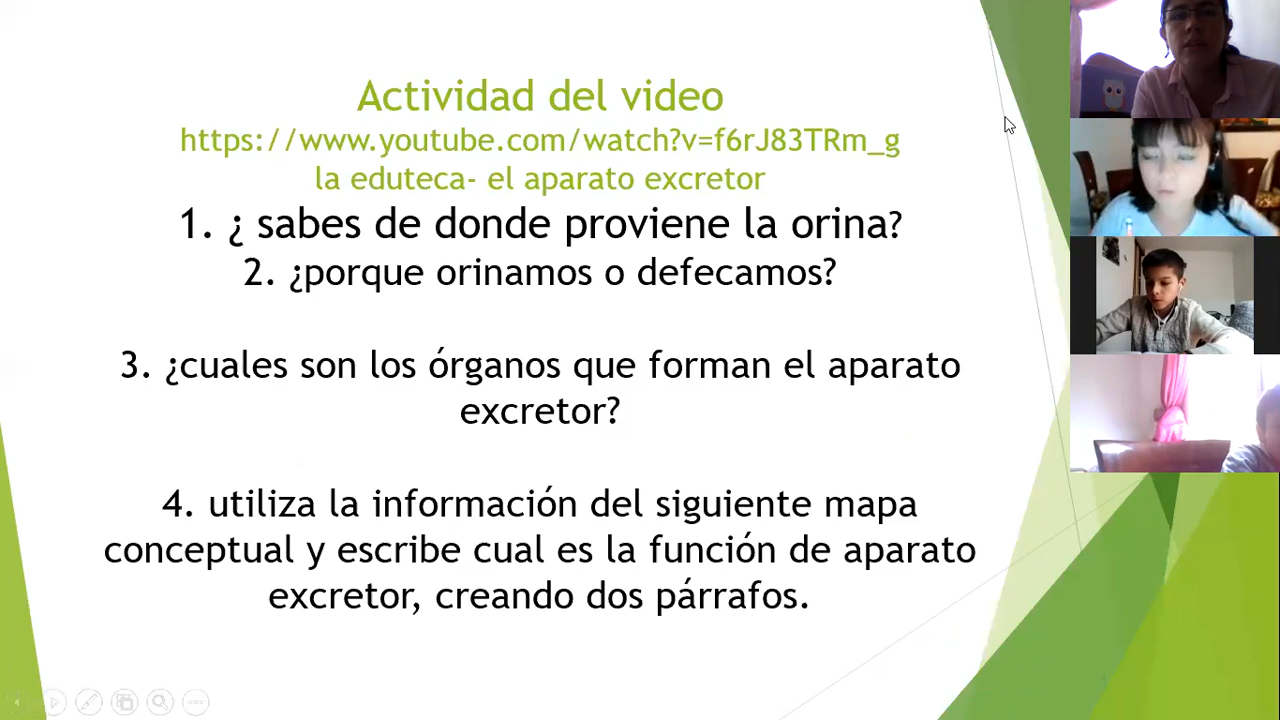 Actividad del video
https://www.youtube.com/watch?v=f6rJ83TRm_g
la eduteca- el aparato excretor
1. ¿ sabes de donde proviene la orina?
2. ¿porque orinamos o defecamos?
3. ¿cuales son los órganos que forman el aparato
excretor?
4. utiliza la información del siguiente mapa
conceptual y escribe cual es la función de aparato
excretor, creando dos párrafos.